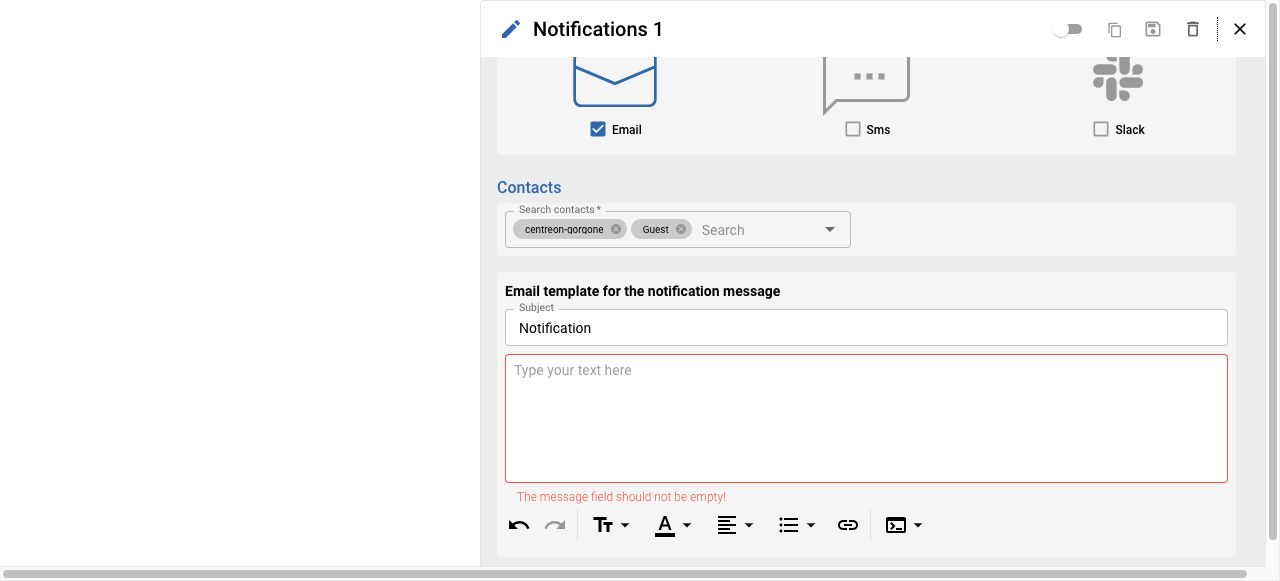 Notifications 1
Email
Sms
Slack
Contacts
Search contacts *
centreon-gorgone
Guest
Search
Email template for the notification message
Subject
Notification
Type your text here
The message field should not be empty!